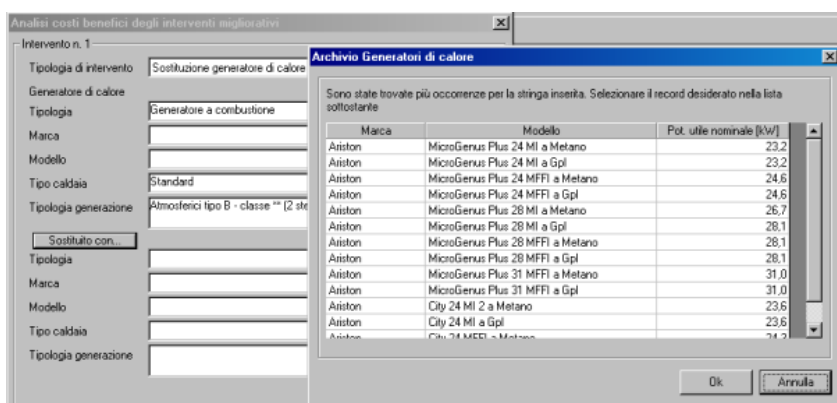 Analisi costi benefici degli interventi migliorativi
Intervento n. 1
Tipologia di intervento Sostituzione generatore di calore
Generatore di calore
Tipologia Generatore a combustione
Marca
Modello
Tipo caldaia Standard
Tipologia generazione Atmosferici tipo B - classe ** (2 ste
Sostituito con...
Tipologia
Marca
Modello
Tipo caldaia
Tipologia generazione
Archivio Generatori di calore
Sono state trovate più occorrenze per la stringa inserita. Selezionare il record desiderato nella lista
sottostante
Marca Modello Pot. utile nominale [kW]
Ariston MicroGenus Plus 24 MI a Metano 23,2
Ariston MicroGenus Plus 24 MI a Gpl 23,2
Ariston MicroGenus Plus 24 MFFI a Metano 24,6
Ariston MicroGenus Plus 24 MFFI a Gpl 24,6
Ariston MicroGenus Plus 28 MI a Metano 26,7
Ariston MicroGenus Plus 28 MI a Gpl 28,1
Ariston MicroGenus Plus 28 MFFI a Metano 28,1
Ariston MicroGenus Plus 28 MFFI a Gpl 28,1
Ariston MicroGenus Plus 31 MFFI a Metano 31,0
Ariston MicroGenus Plus 31 MFFI a Gpl 31,0
Ariston City 24 MI 2 a Metano 23,6
Ariston City 24 MI a Gpl 23,6
Ariston City 24 MFFI a Metano 24,2
Ok Annulla